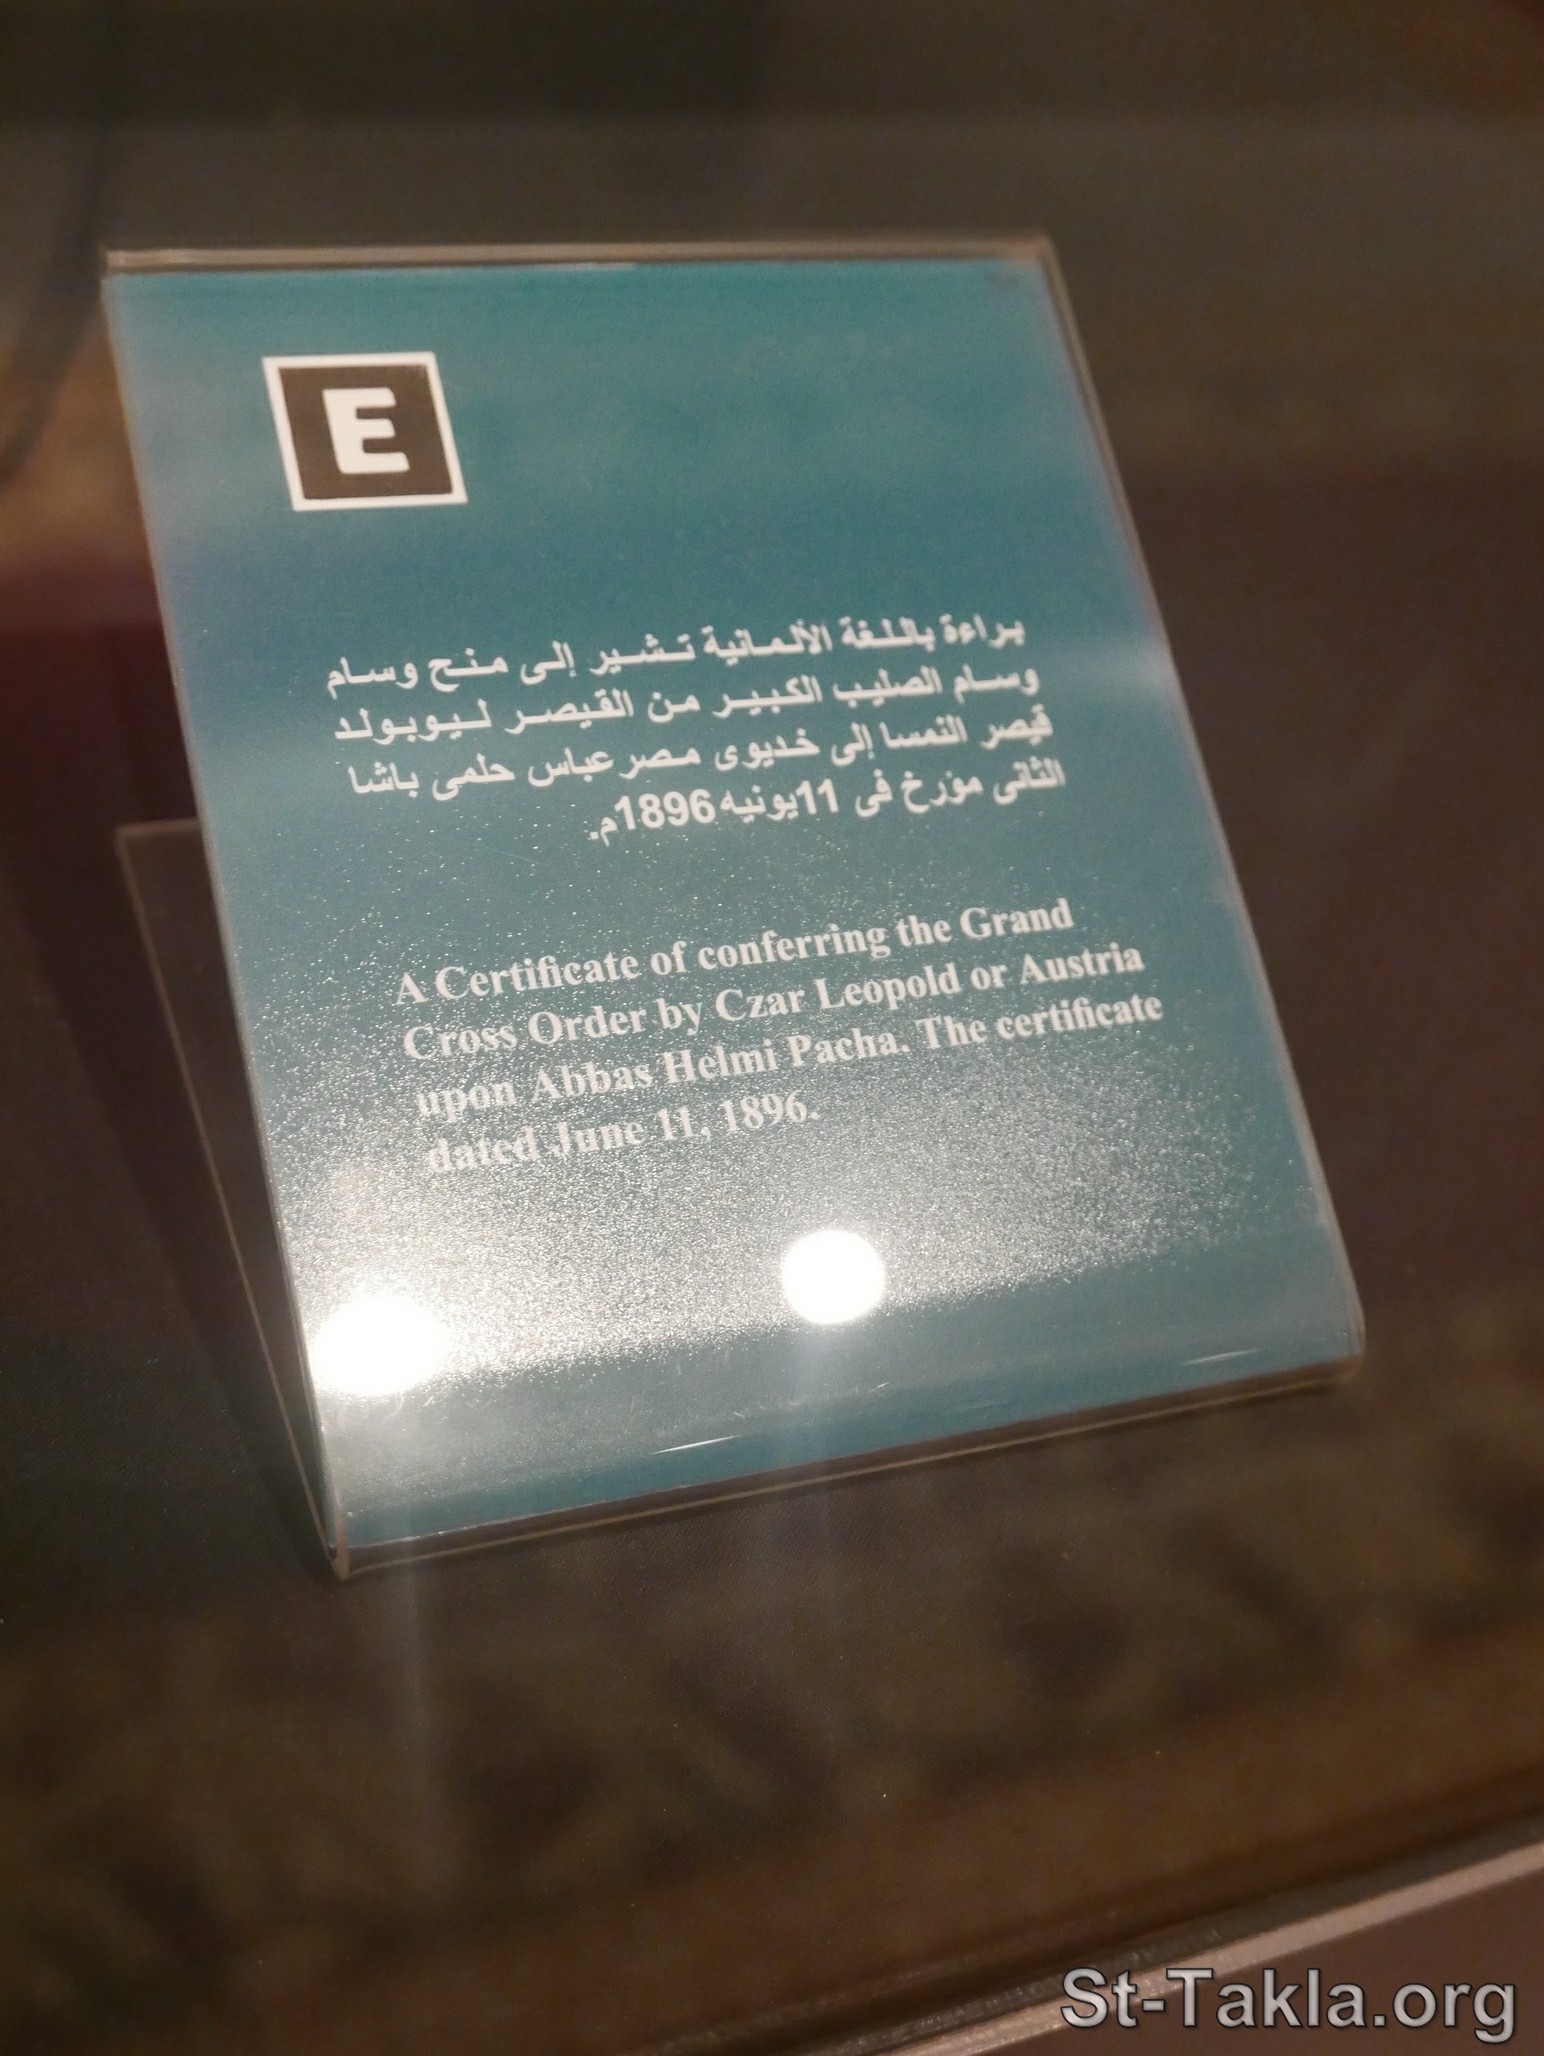 E
براءة باللغة الألمانية تشير إلى منح وسام
وسام الصليب الكبير من القيصر ليوبولد
قيصر النمسا إلى خديوى مصر عباس حلمى باشا
الثانى مؤرخ فى 11يونيه 1896م.
A Certificate of conferring the Grand
Cross Order by Czar Leopold or Austria
upon Abbas Helmi Pacha. The certificate
dated June 11, 1896.
St-Takla.org